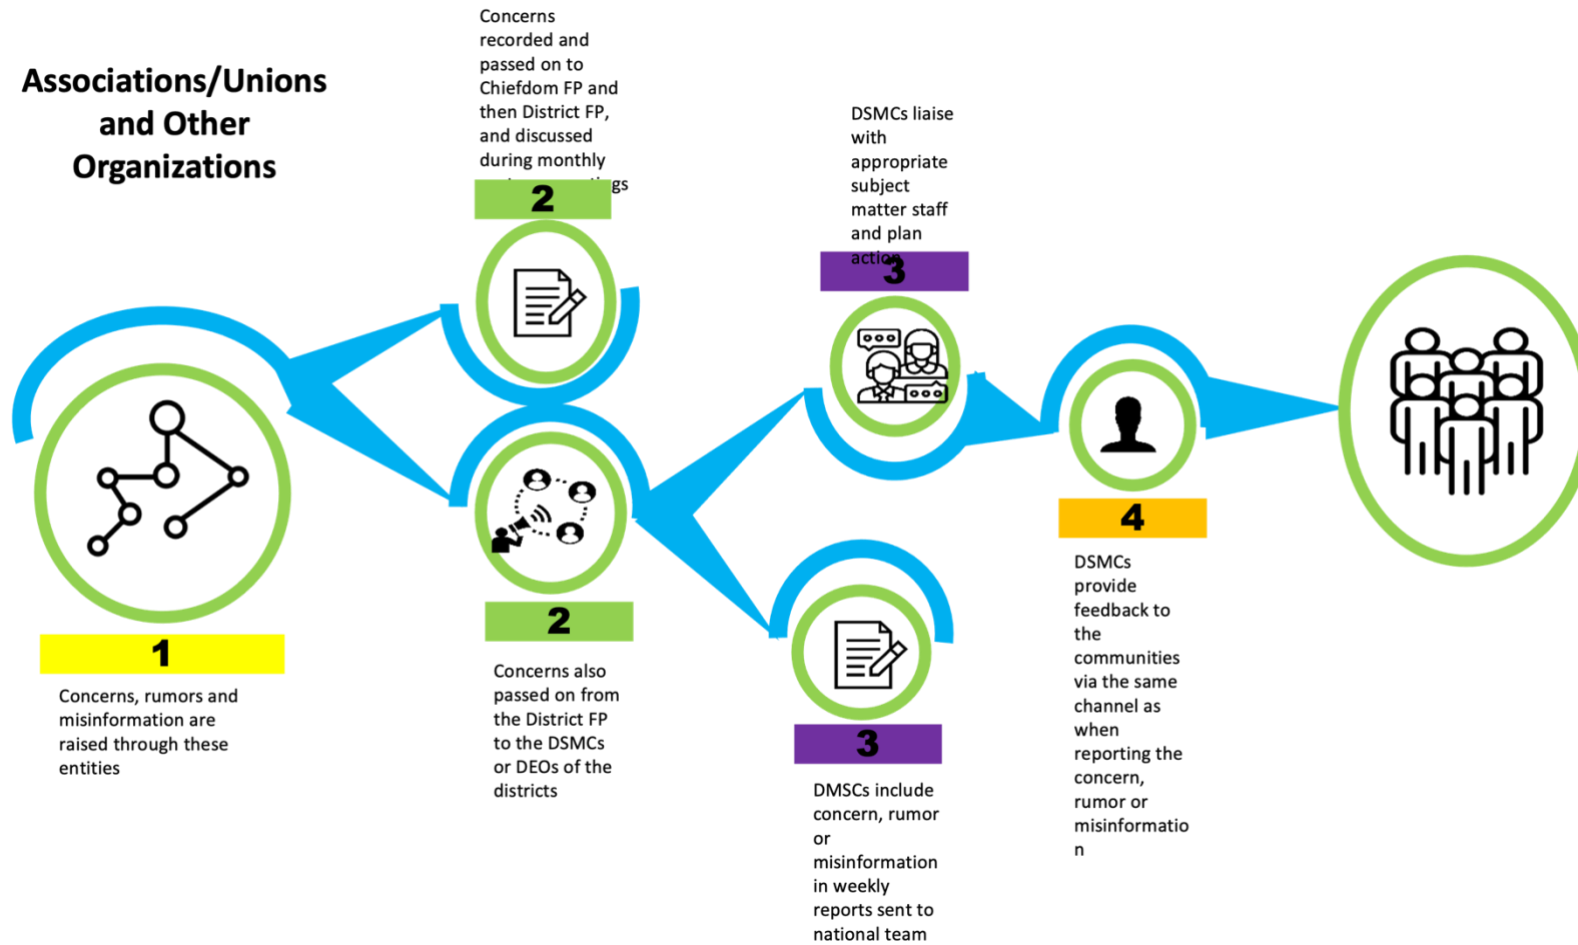 Associations/Unions
and Other
Organizations
1
Concerns, rumors and
misinformation are
raised through these
entities
Concerns
recorded and
passed on to
Chiefdom FP and
then District FP,
and discussed
during monthly
2
Concerns also
passed on from
the District FP
to the DSMCs
or DEOs of the
districts
2
DSMCs liaise
with
appropriate
subject
matter staff
and plan
action
3
3
DMSCs include
concern, rumor
or
misinformation
in weekly
reports sent to
national team
4
DSMCs
provide
feedback to
the
communities
via the same
channel as
when
reporting the
concern,
rumor or
misinformatio
n